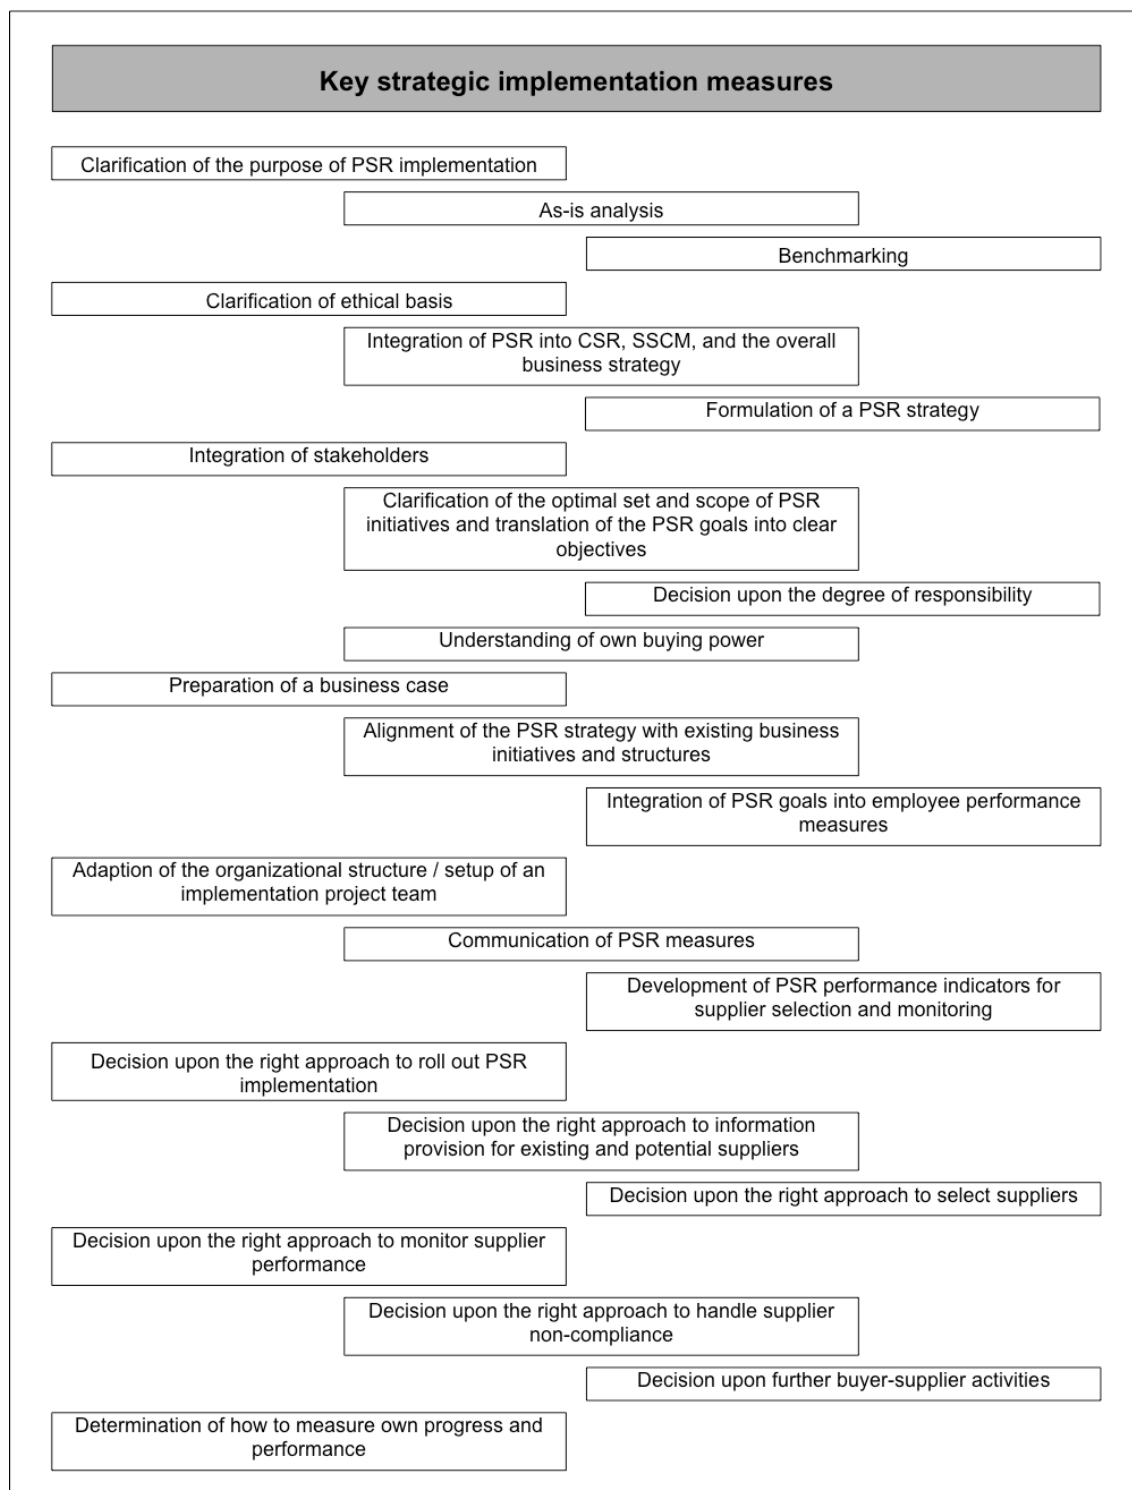 Key strategic implementation measures
Clarification of the purpose of PSR implementation
As-is analysis
Benchmarking
Clarification of ethical basis
Integration of PSR into CSR, SSCM, and the overall
business strategy
Formulation of a PSR strategy
Integration of stakeholders
Clarification of the optimal set and scope of PSR
initiatives and translation of the PSR goals into clear
objectives
Decision upon the degree of responsibility
Understanding of own buying power
Preparation of a business case
Alignment of the PSR strategy with existing business
initiatives and structures
Integration of PSR goals into employee performance
measures
Adaption of the organizational structure / setup of an
implementation project team
Communication of PSR measures
Development of PSR performance indicators for
supplier selection and monitoring
Decision upon the right approach to roll out PSR
implementation
Decision upon the right approach to information
provision for existing and potential suppliers
Decision upon the right approach to select suppliers
Decision upon the right approach to monitor supplier
performance
Decision upon the right approach to handle supplier
non-compliance
Decision upon further buyer-supplier activities
Determination of how to measure own progress and
performance